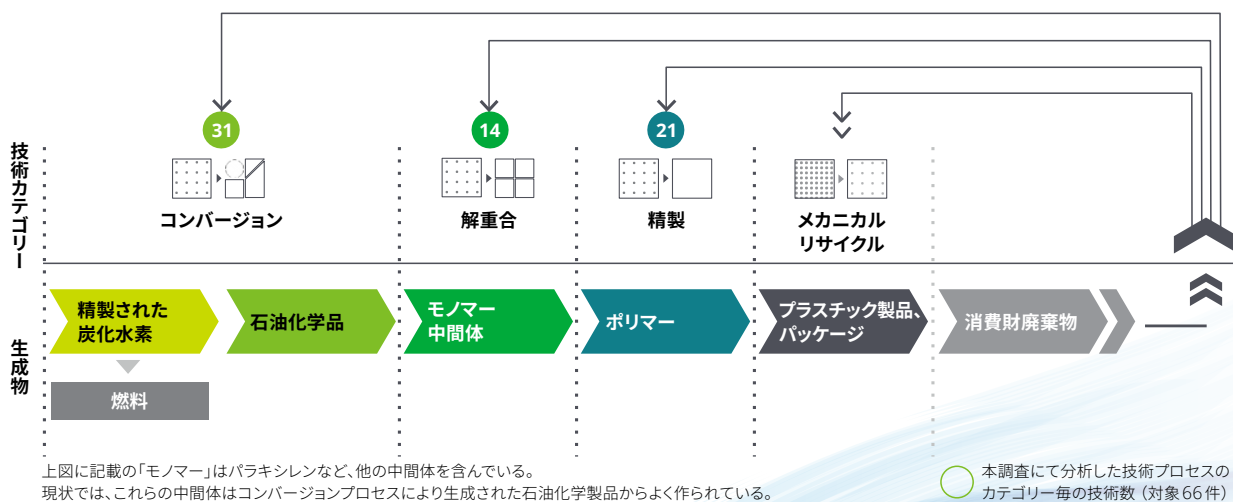 31
14
21
技術カテゴリー
コンバージョン
解重合
精製
メカニカル
リサイクル
生成物
精製された
炭化水素
石油化学品
モノマー
中間体
ポリマー
プラスチック製品、
パッケージ
消費財廃棄物
燃料
上図に記載の「モノマー」はパラキシレンなど、他の中間体を含んでいる。
現状では、これらの中間体はコンバージョンプロセスにより生成された石油化学製品からよく作られている。
本調査にて分析した技術プロセスの
カテゴリー毎の技術数（対象66件）